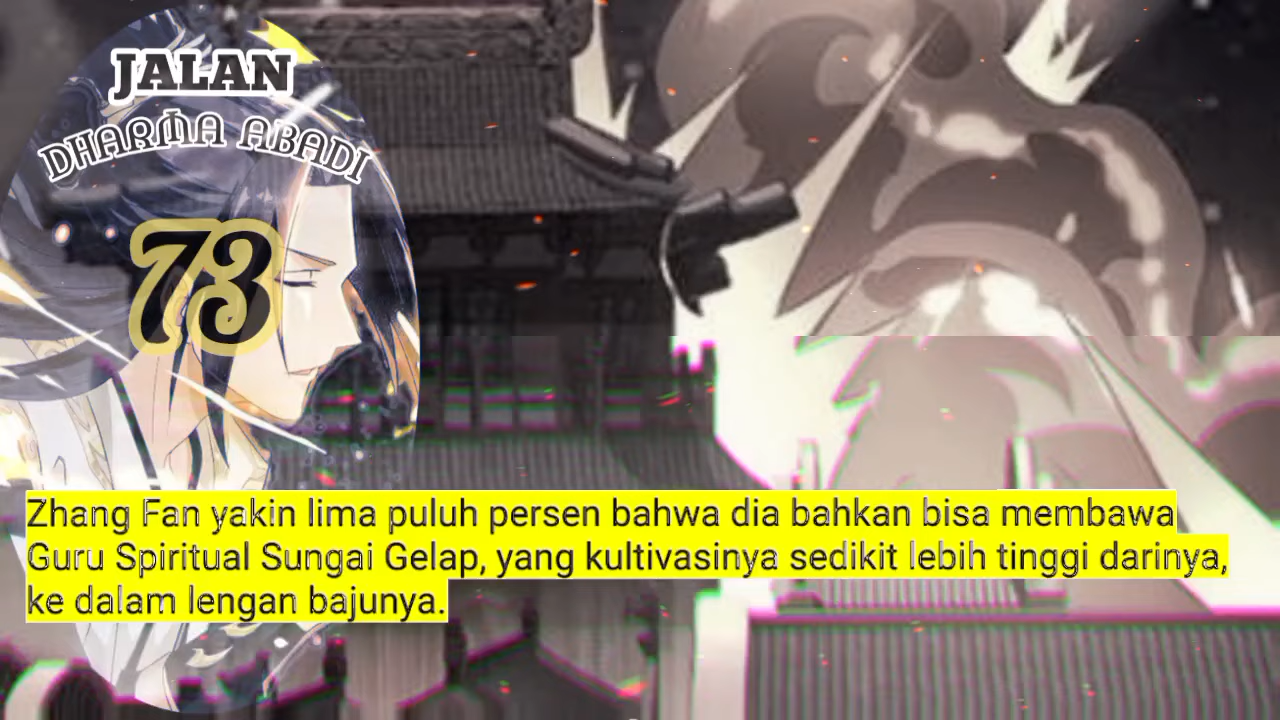 JALAN
DHARMA ABADI
73
Zhang Fan yakin lima puluh persen bahwa dia bahkan bisa membawa
Guru Spiritual Sungai Gelap, yang kultivasinya sedikit lebih tinggi darinya,
ke dalam lengan bajunya.